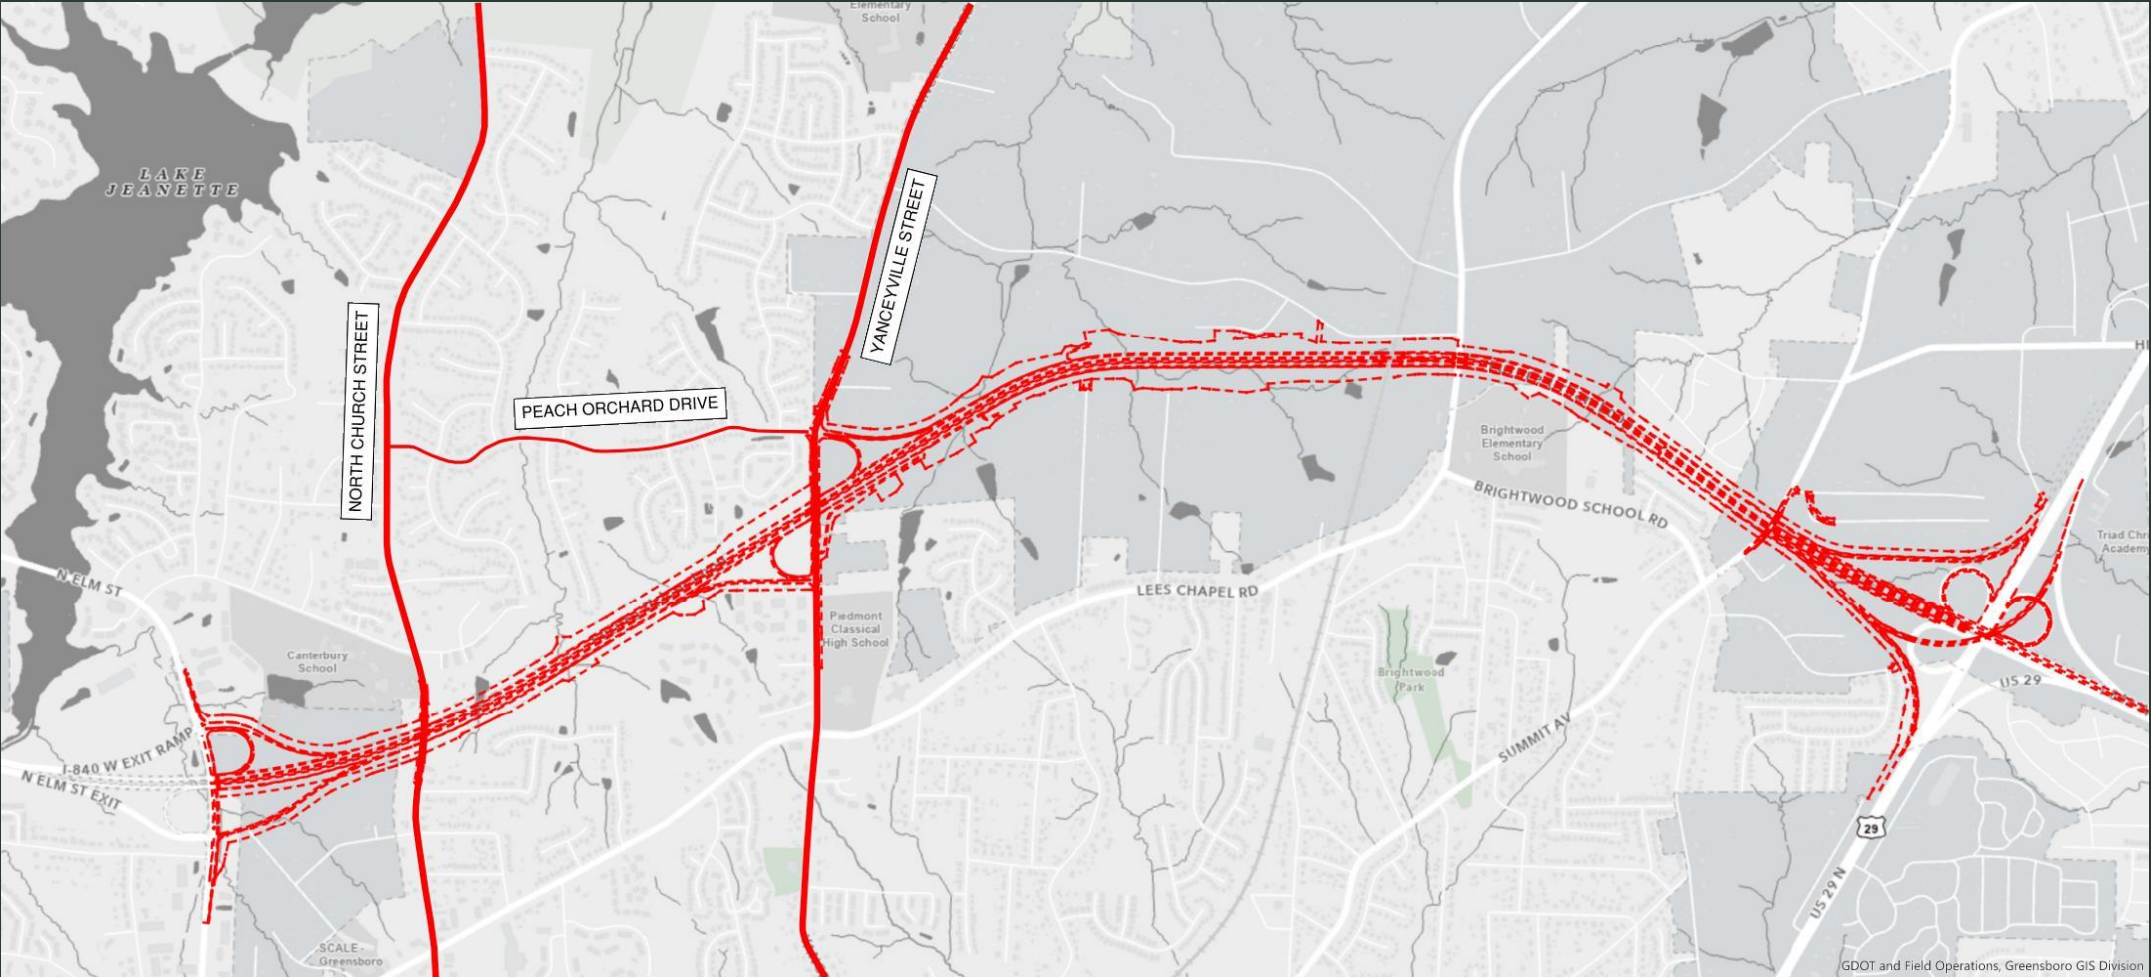 Elementary
School
LAKE
JEANETTE
YANCEYVILLE STREET
NORTH CHURCH STREET
PEACH ORCHARD DRIVE
HI
Brightwood
Elementary
School
BRIGHTWOOD SCHOOL RD
Triad Chr
Academy
N ELM ST
LEES CHAPEL RD
Piedmont
Classical
High School
Canterbury
School
Brightwood
Park
US 29
SUMMIT AV
I-840 W EXIT RAMP
N ELM ST EXIT
29
US 29 N
SCALE-
Greensboro
GDOT and Field Operations, Greensboro GIS Division